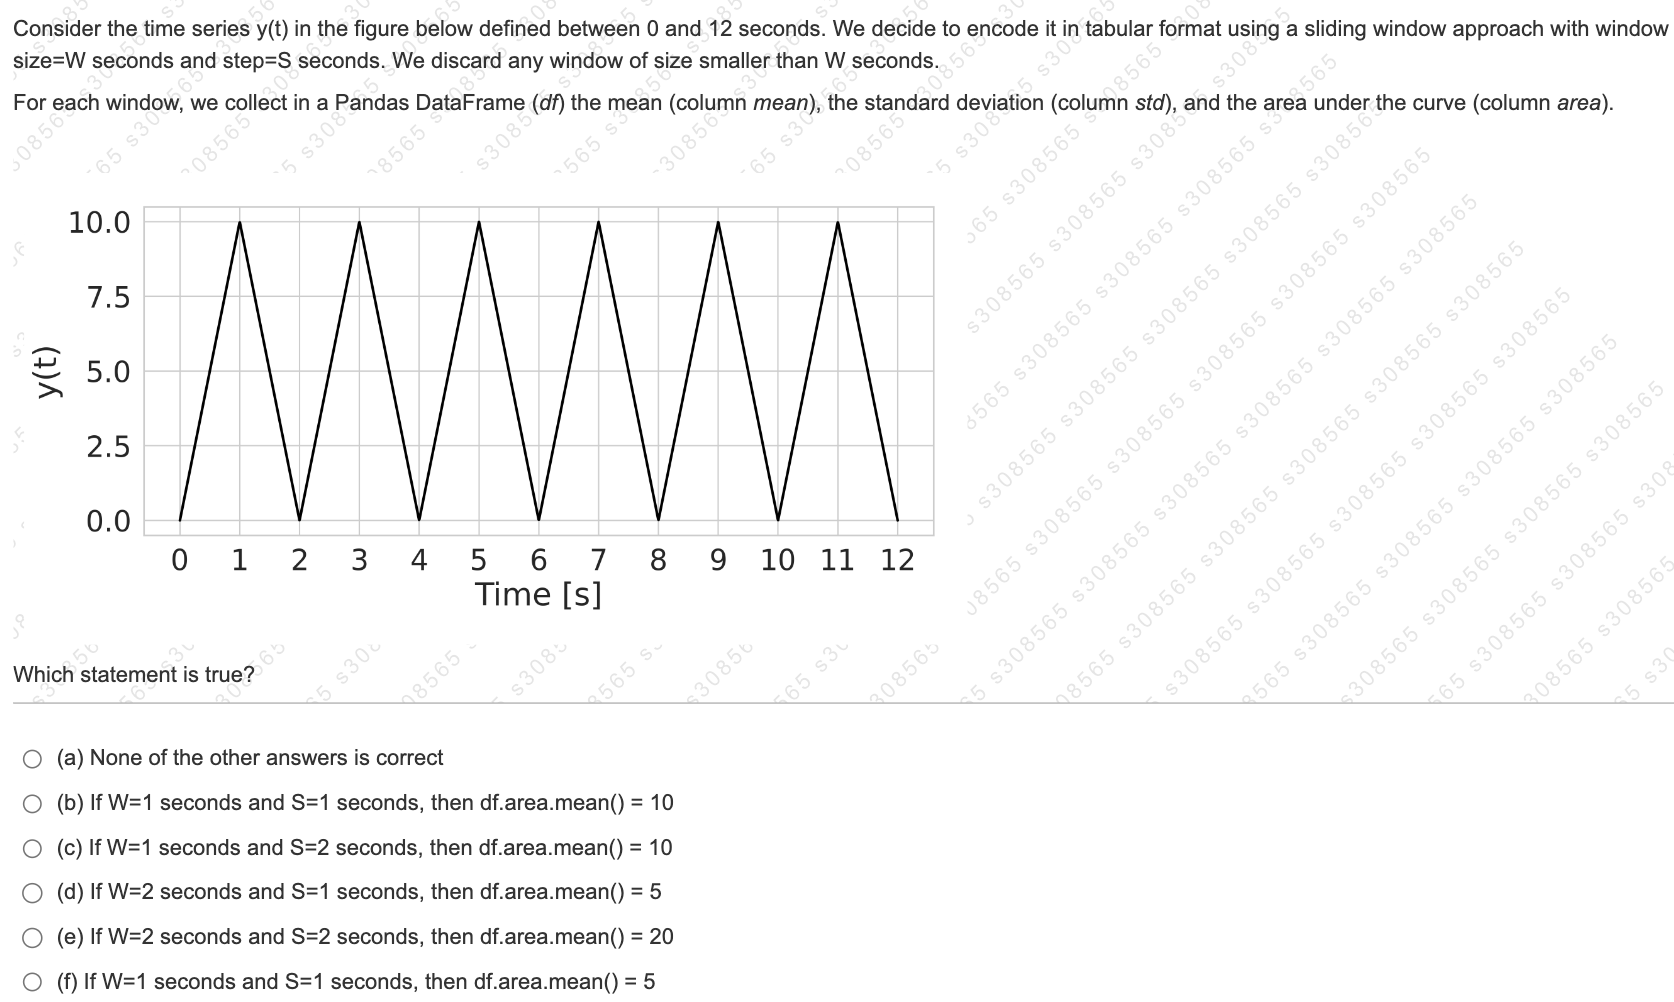 Consider the time series y(t) in the figure below defined between 0 and 12 seconds. We decide to encode it in tabular format using a sliding window approach with window
size=W seconds and step=S seconds. We discard any window of size smaller than W seconds.
For each window, we collect in a Pandas DataFrame (df) the mean (column mean), the standard deviation (column std), and the area under the curve (column area).
10.0
7.5
5.0
2.5
0.0
y(t)
0 1 2 3 4 5 6 7 8 9 10 11 12
Time [s]
Which statement is true?
(a) None of the other answers is correct
(b) If W=1 seconds and S=1 seconds, then df.area.mean() = 10
(c) If W=1 seconds and S=2 seconds, then df.area.mean() = 10
(d) If W=2 seconds and S=1 seconds, then df.area.mean() = 5
(e) If W=2 seconds and S=2 seconds, then df.area.mean() = 20
(f) If W=1 seconds and S=1 seconds, then df.area.mean() = 5
s308565